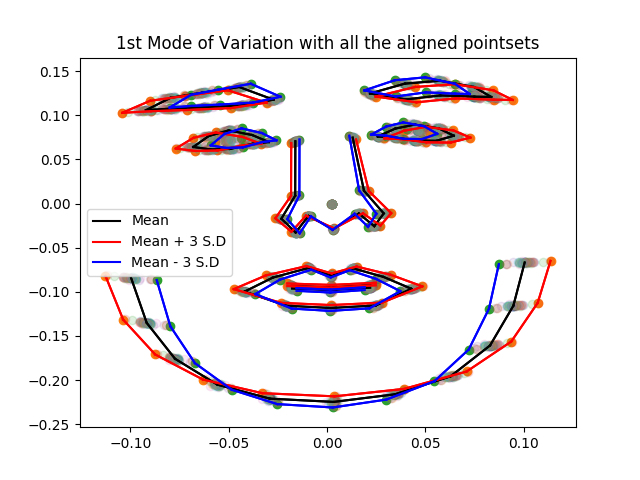 1st Mode of Variation with all the aligned pointsets
0.15
0.10
0.05
0.00
−0.05
−0.10
−0.15
−0.20
−0.25
Mean
Mean + 3 S.D
Mean - 3 S.D
−0.10 −0.05 0.00 0.05 0.10